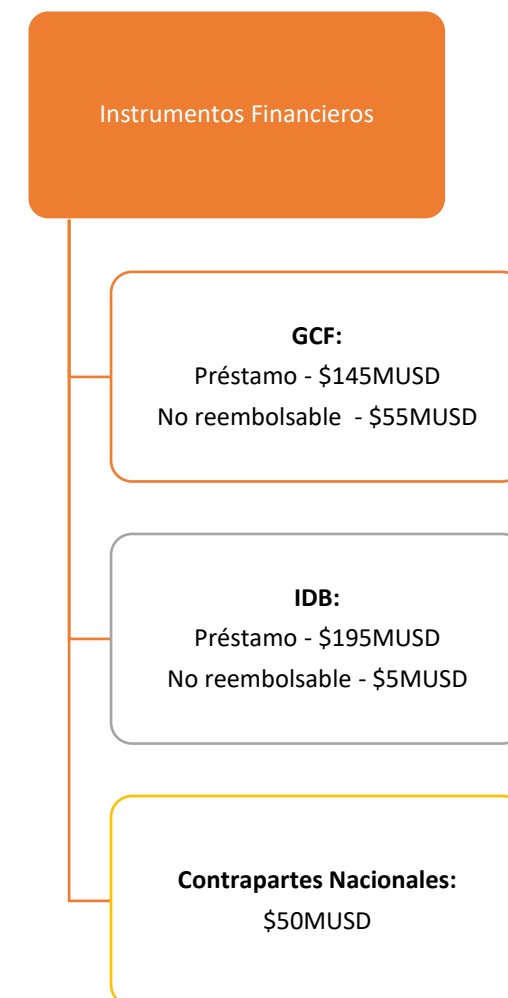 Instrumentos Financieros
GCF:
Préstamo - $145MUSD
No reembolsable - $55MUSD
IDB:
Préstamo - $195MUSD
No reembolsable - $5MUSD
Contrapartes Nacionales:
$50MUSD